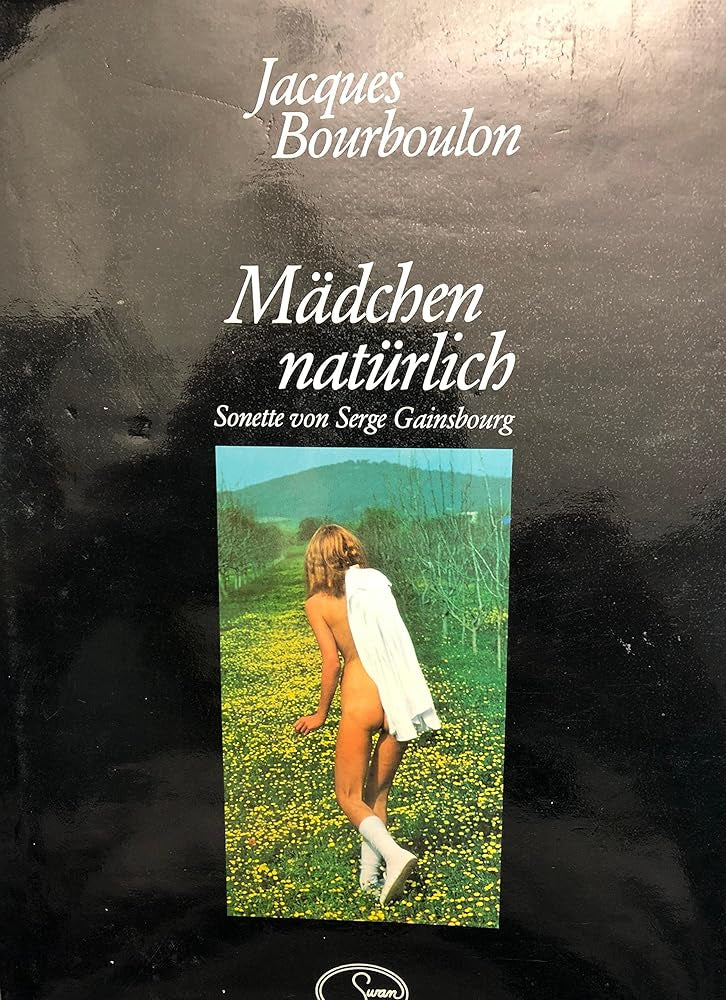 Jacques
Bourboulon
Mädchen
natürlich
Sonette von Serge Gainsbourg
Swan